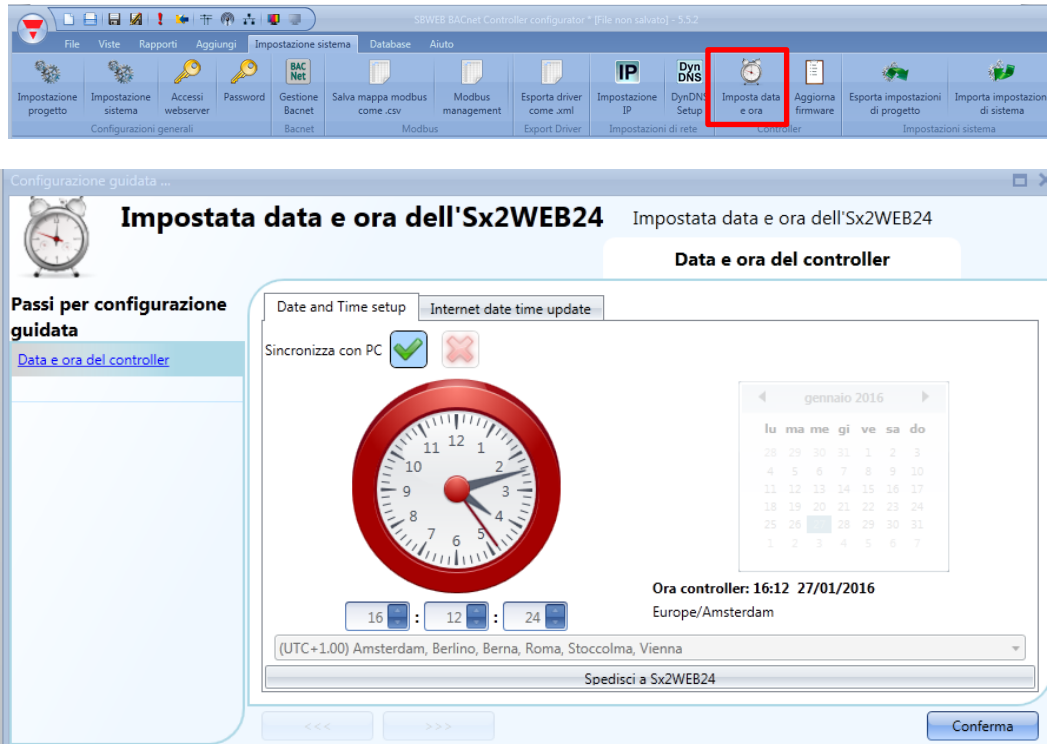 SBWEB BACnet Controller configurator * [File non salvato] - 5.5.2
File Viste Rapporti Aggiungi Impostazione sistema Database Aiuto
BAC Net IP Dyn DNS
Impostazione progetto Impostazione sistema Accessi webserver Password Gestione Bacnet Salva mappa modbus come .csv Modbus management Esporta driver come .xml Impostazione IP DynDNS Setup Imposta data e ora Aggiorna firmware Esporta impostazioni di progetto Importa impostazion di sistema
Configurazioni generali Bacnet Modbus Export Driver Impostazioni di rete Controller Impostazioni sistema
Configurazione guidata ...
Impostata data e ora dell'Sx2WEB24 Impostata data e ora dell'Sx2WEB24
Data e ora del controller
Passi per configurazione
guidata
Data e ora del controller
Date and Time setup Internet date time update
Sincronizza con PC
12 1 2 3 4 5 6 7 8 9 10 11
gennaio 2016
lu ma me gi ve sa do
28 29 30 31 1 2 3
4 5 6 7 8 9 10
11 12 13 14 15 16 17
18 19 20 21 22 23 24
25 26 28 29 30 31
1 2 3 4 5 6 7
Ora controller: 16:12 27/01/2016
Europe/Amsterdam
16 : 12 : 24
(UTC+1.00) Amsterdam, Berlino, Berna, Roma, Stoccolma, Vienna
Spedisci a Sx2WEB24
<<< >>> Conferma